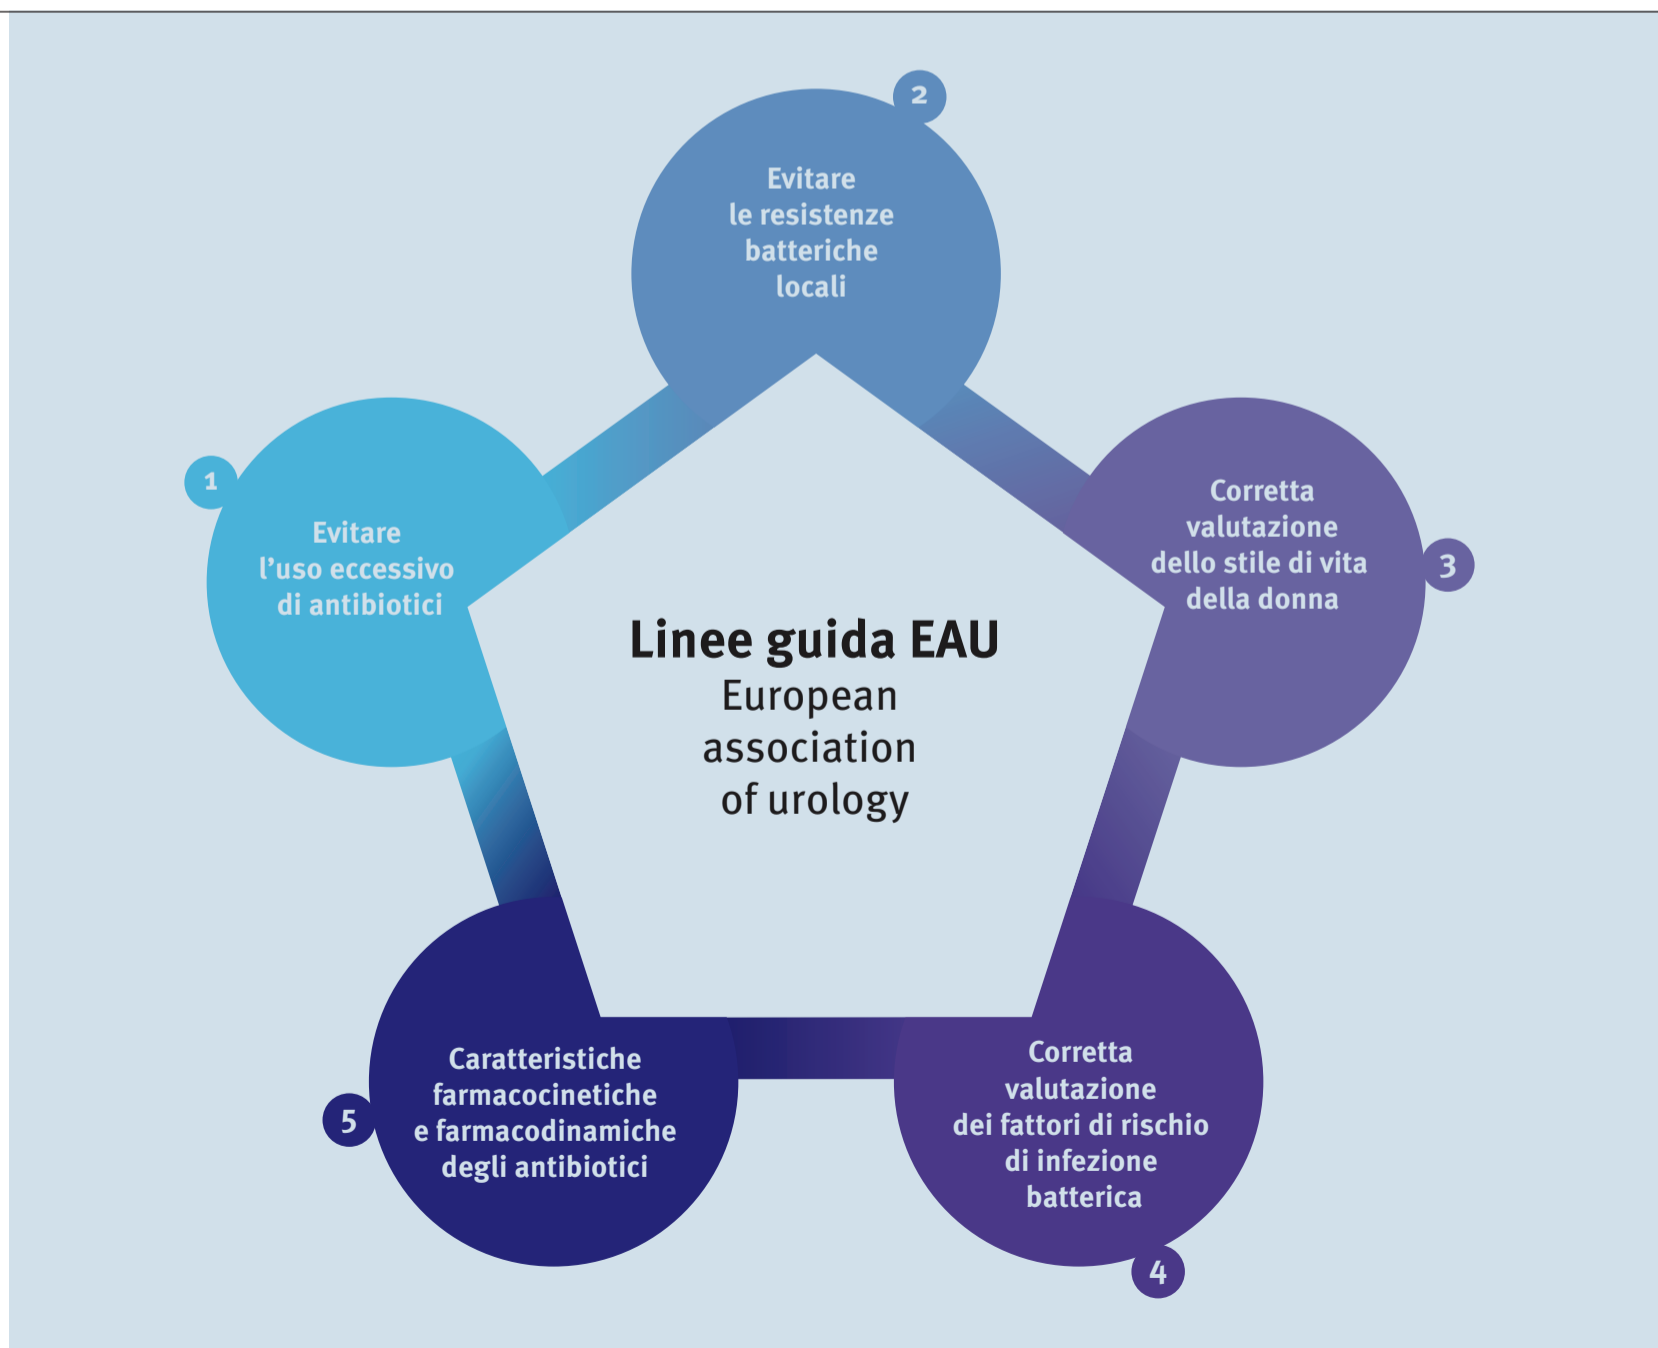 2
Evitare
le resistenze
batteriche
locali
1
Evitare
l’uso eccessivo
di antibiotici
Corretta
valutazione
dello stile di vita
della donna
3
Linee guida EAU
European
association
of urology
5
Caratteristiche
farmacocinetiche
e farmacodinamiche
degli antibiotici
Corretta
valutazione
dei fattori di rischio
di infezione
batterica
4